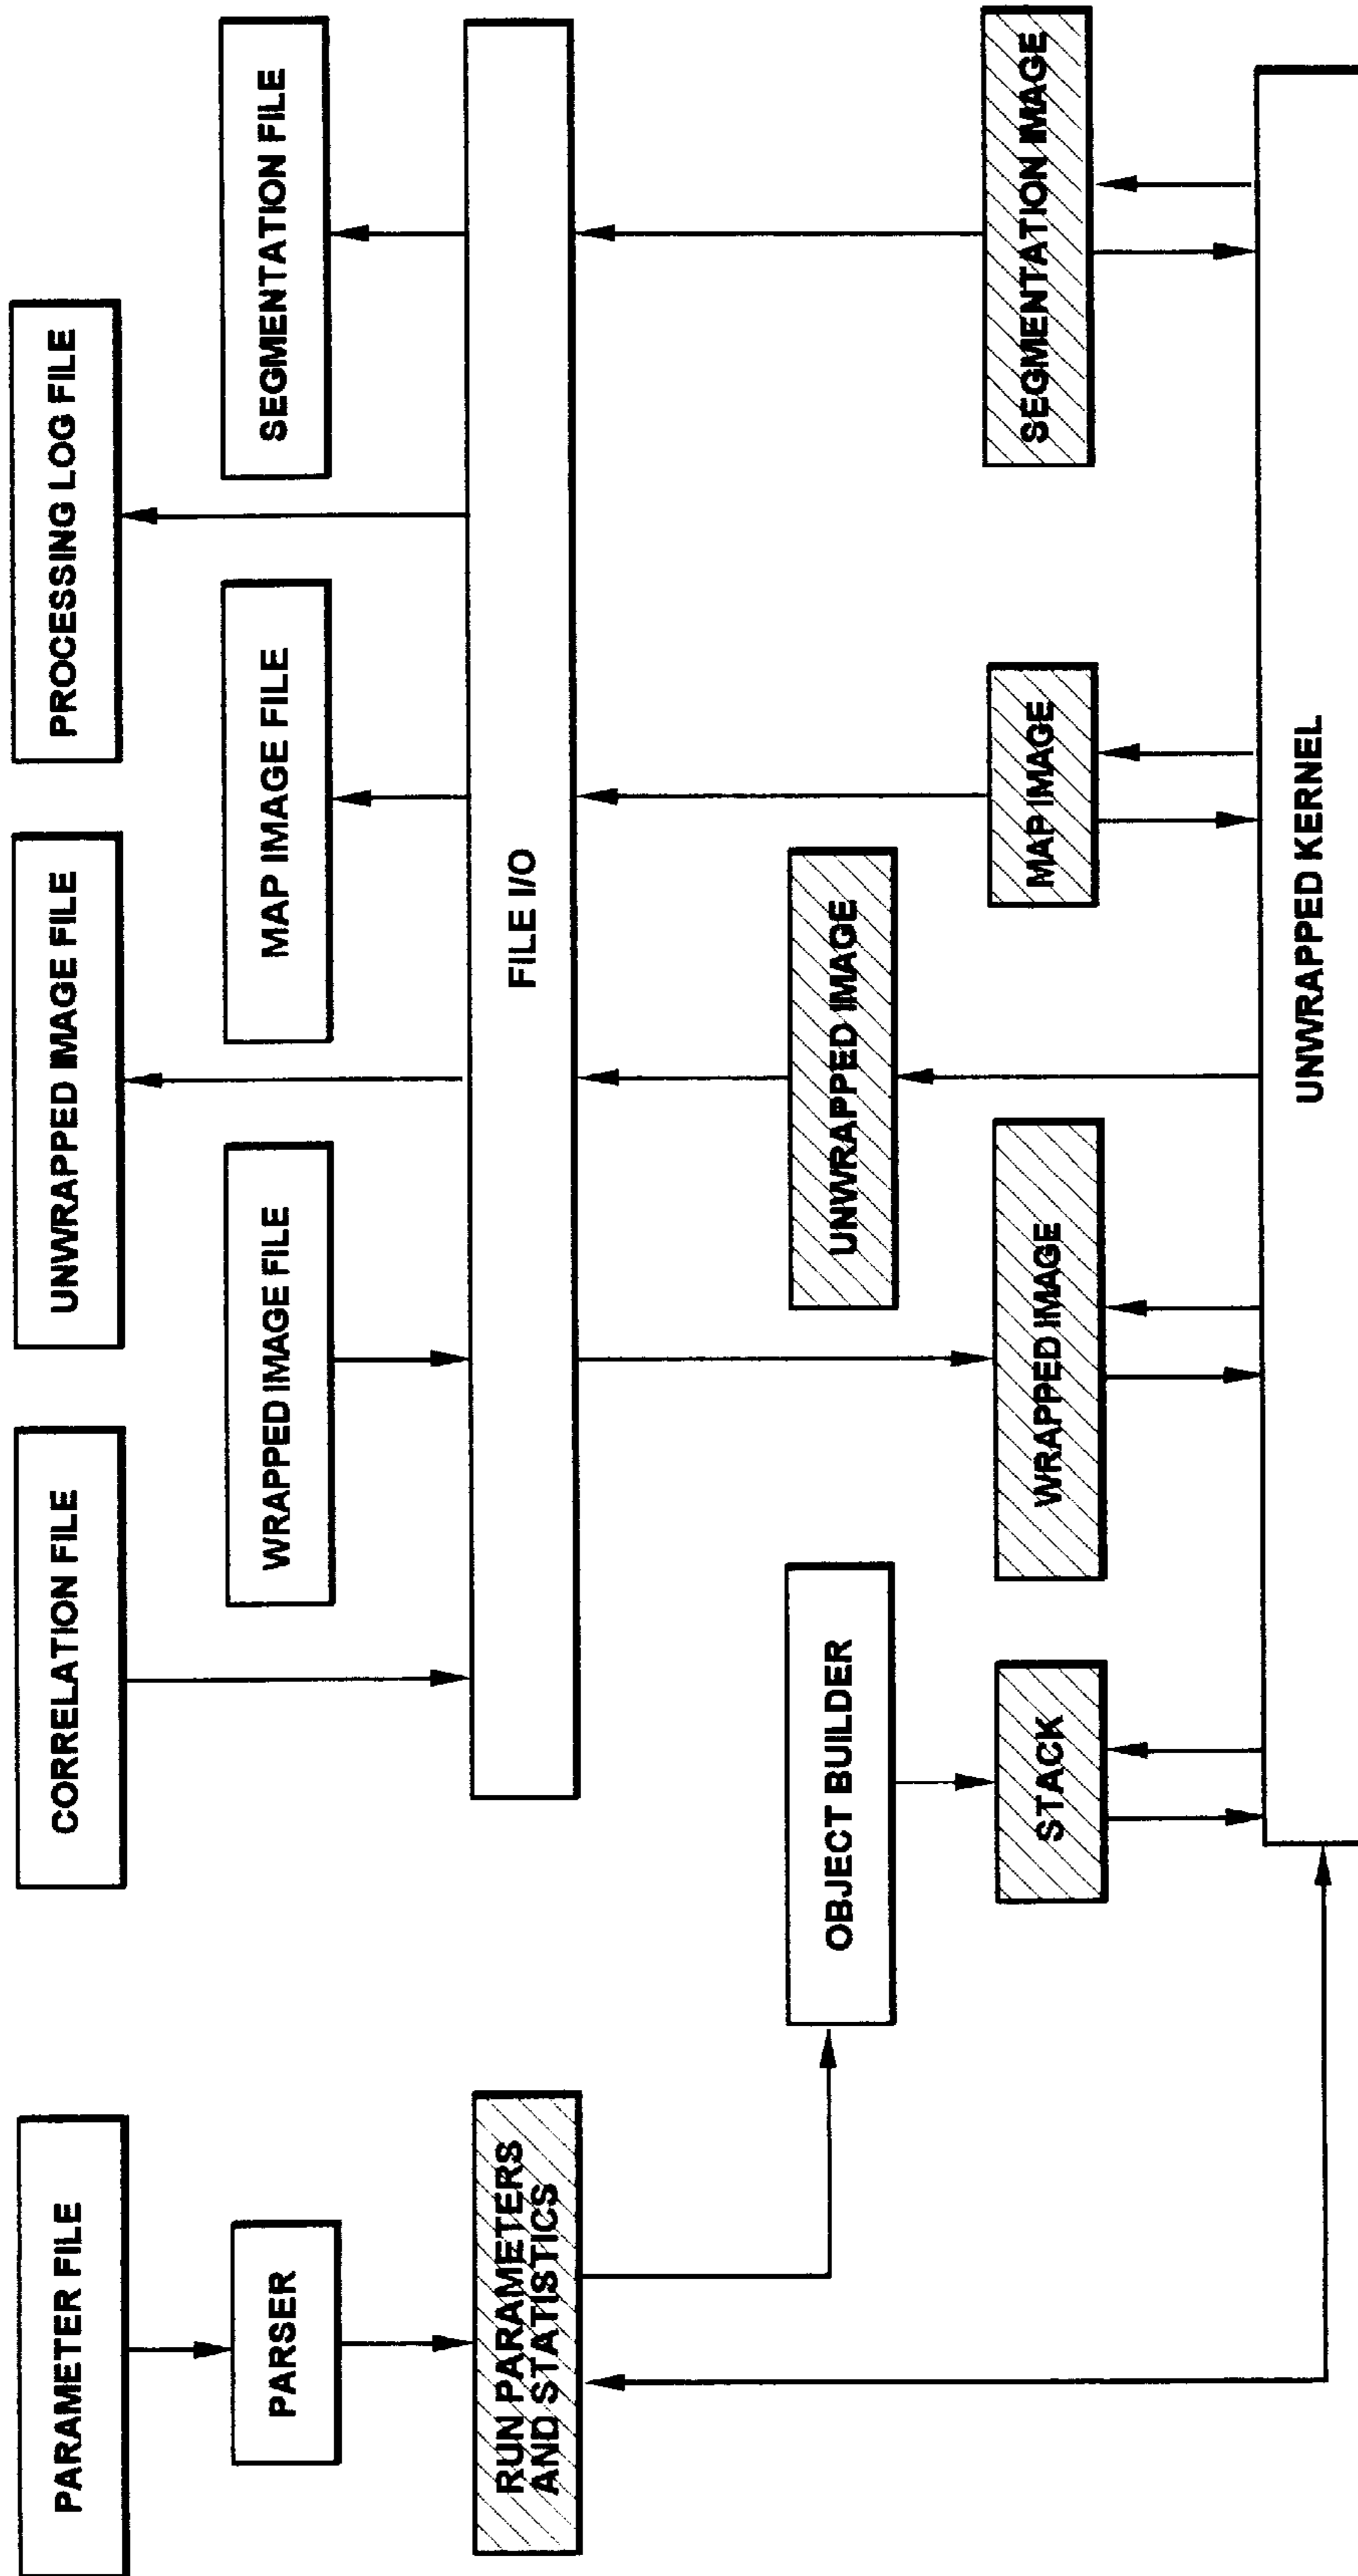 PARAMETER FILE
CORRELATION FILE
UNWRAPPED IMAGE FILE
PROCESSING LOG FILE
PARSER
WRAPPED IMAGE FILE
MAP IMAGE FILE
SEGMENTATION FILE
RUN PARAMETERS
AND STATISTICS
FILE I/O
OBJECT BUILDER
UNWRAPPED IMAGE
STACK
WRAPPED IMAGE
MAP IMAGE
SEGMENTATION IMAGE
UNWRAPPED KERNEL